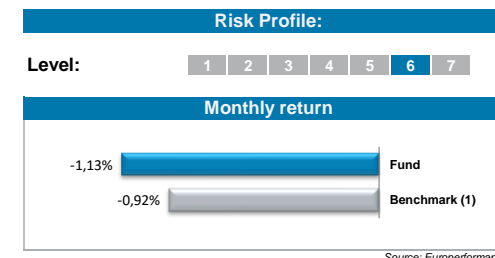 Risk Profile:
Level: 1 2 3 4 5 6 7
Monthly return
-1,13% Fund
-0,92% Benchmark (1)
Source: